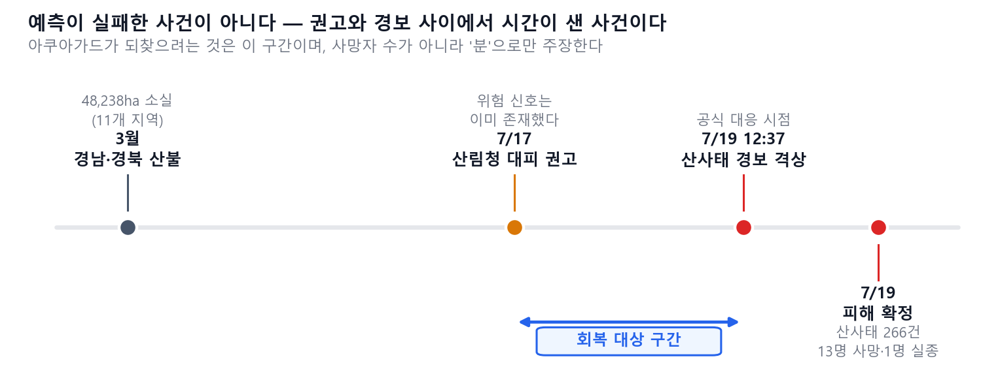 예측이 실패한 사건이 아니다 — 권고와 경보 사이에서 시간이 샌 사건이다
아쿠아가드가 되찾으려는 것은 이 구간이며, 사망자 수가 아니라 '분'으로만 주장한다
48,238ha 소실
(11개 지역)
3월
경남·경북 산불
위험 신호는
이미 존재했다
7/17
산림청 대피 권고
공식 대응 시점
7/19 12:37
산사태 경보 격상
회복 대상 구간
7/19
피해 확정
산사태 266건
13명 사망·1명 실종